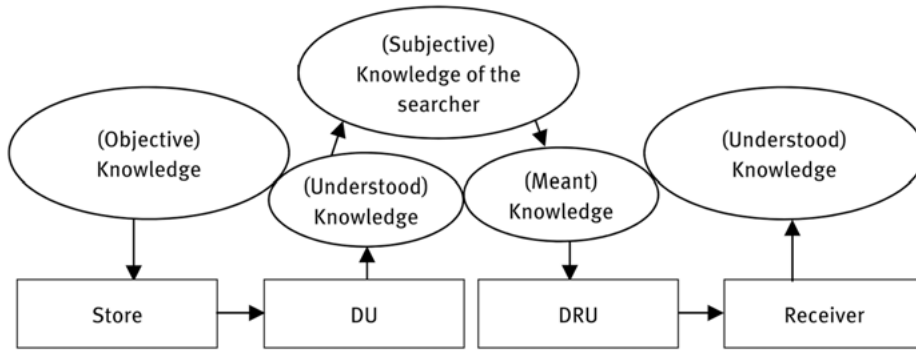 (Subjective)
Knowledge of the
searcher
(Objective)
Knowledge
(Understood)
Knowledge
(Meant)
Knowledge
(Understood)
Knowledge
Store
DU
DRU
Receiver